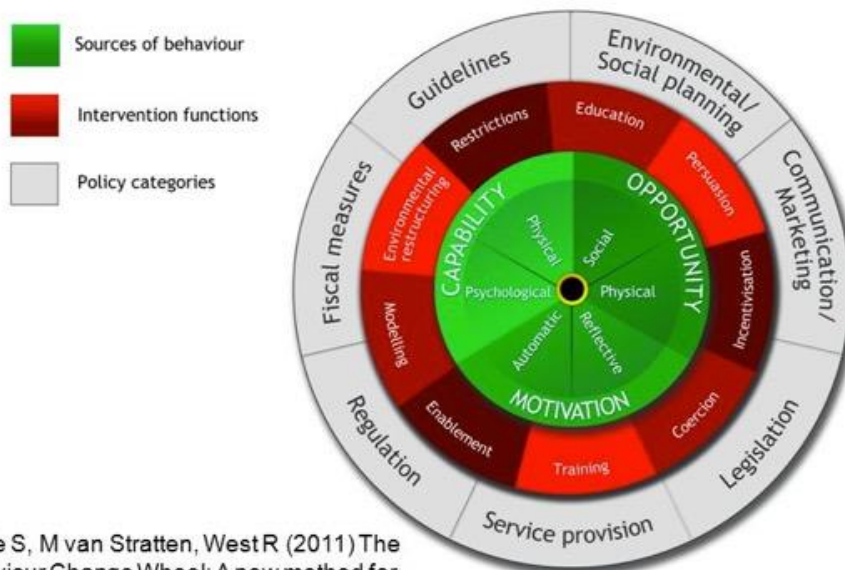 Sources of behaviour
Intervention functions
Policy categories
Guidelines
Environmental/
Social planning
Communication/
Marketing
Legislation
Service provision
Regulation
Fiscal measures
Restrictions
Education
Persuasion
Incentivisation
Coercion
Training
Enablement
Modelling
Environmental
restructuring
CAPABILITY
OPPORTUNITY
MOTIVATION
Physical
Social
Psychological
Physical
Automatic
Reflective
e S, M van Stratten, West R (2011) The